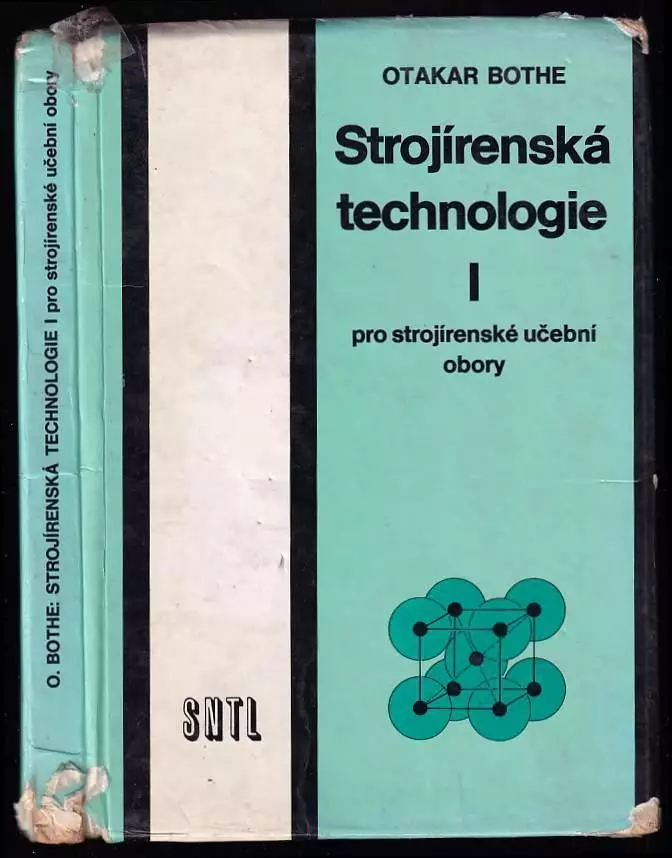 O. BOTHE: STROJÍRENSKÁ TECHNOLOGIE I pro strojírenské učební obory
OTAKAR BOTHE
Strojírenská
technologie
I
pro strojírenské učební
obory
SNTL